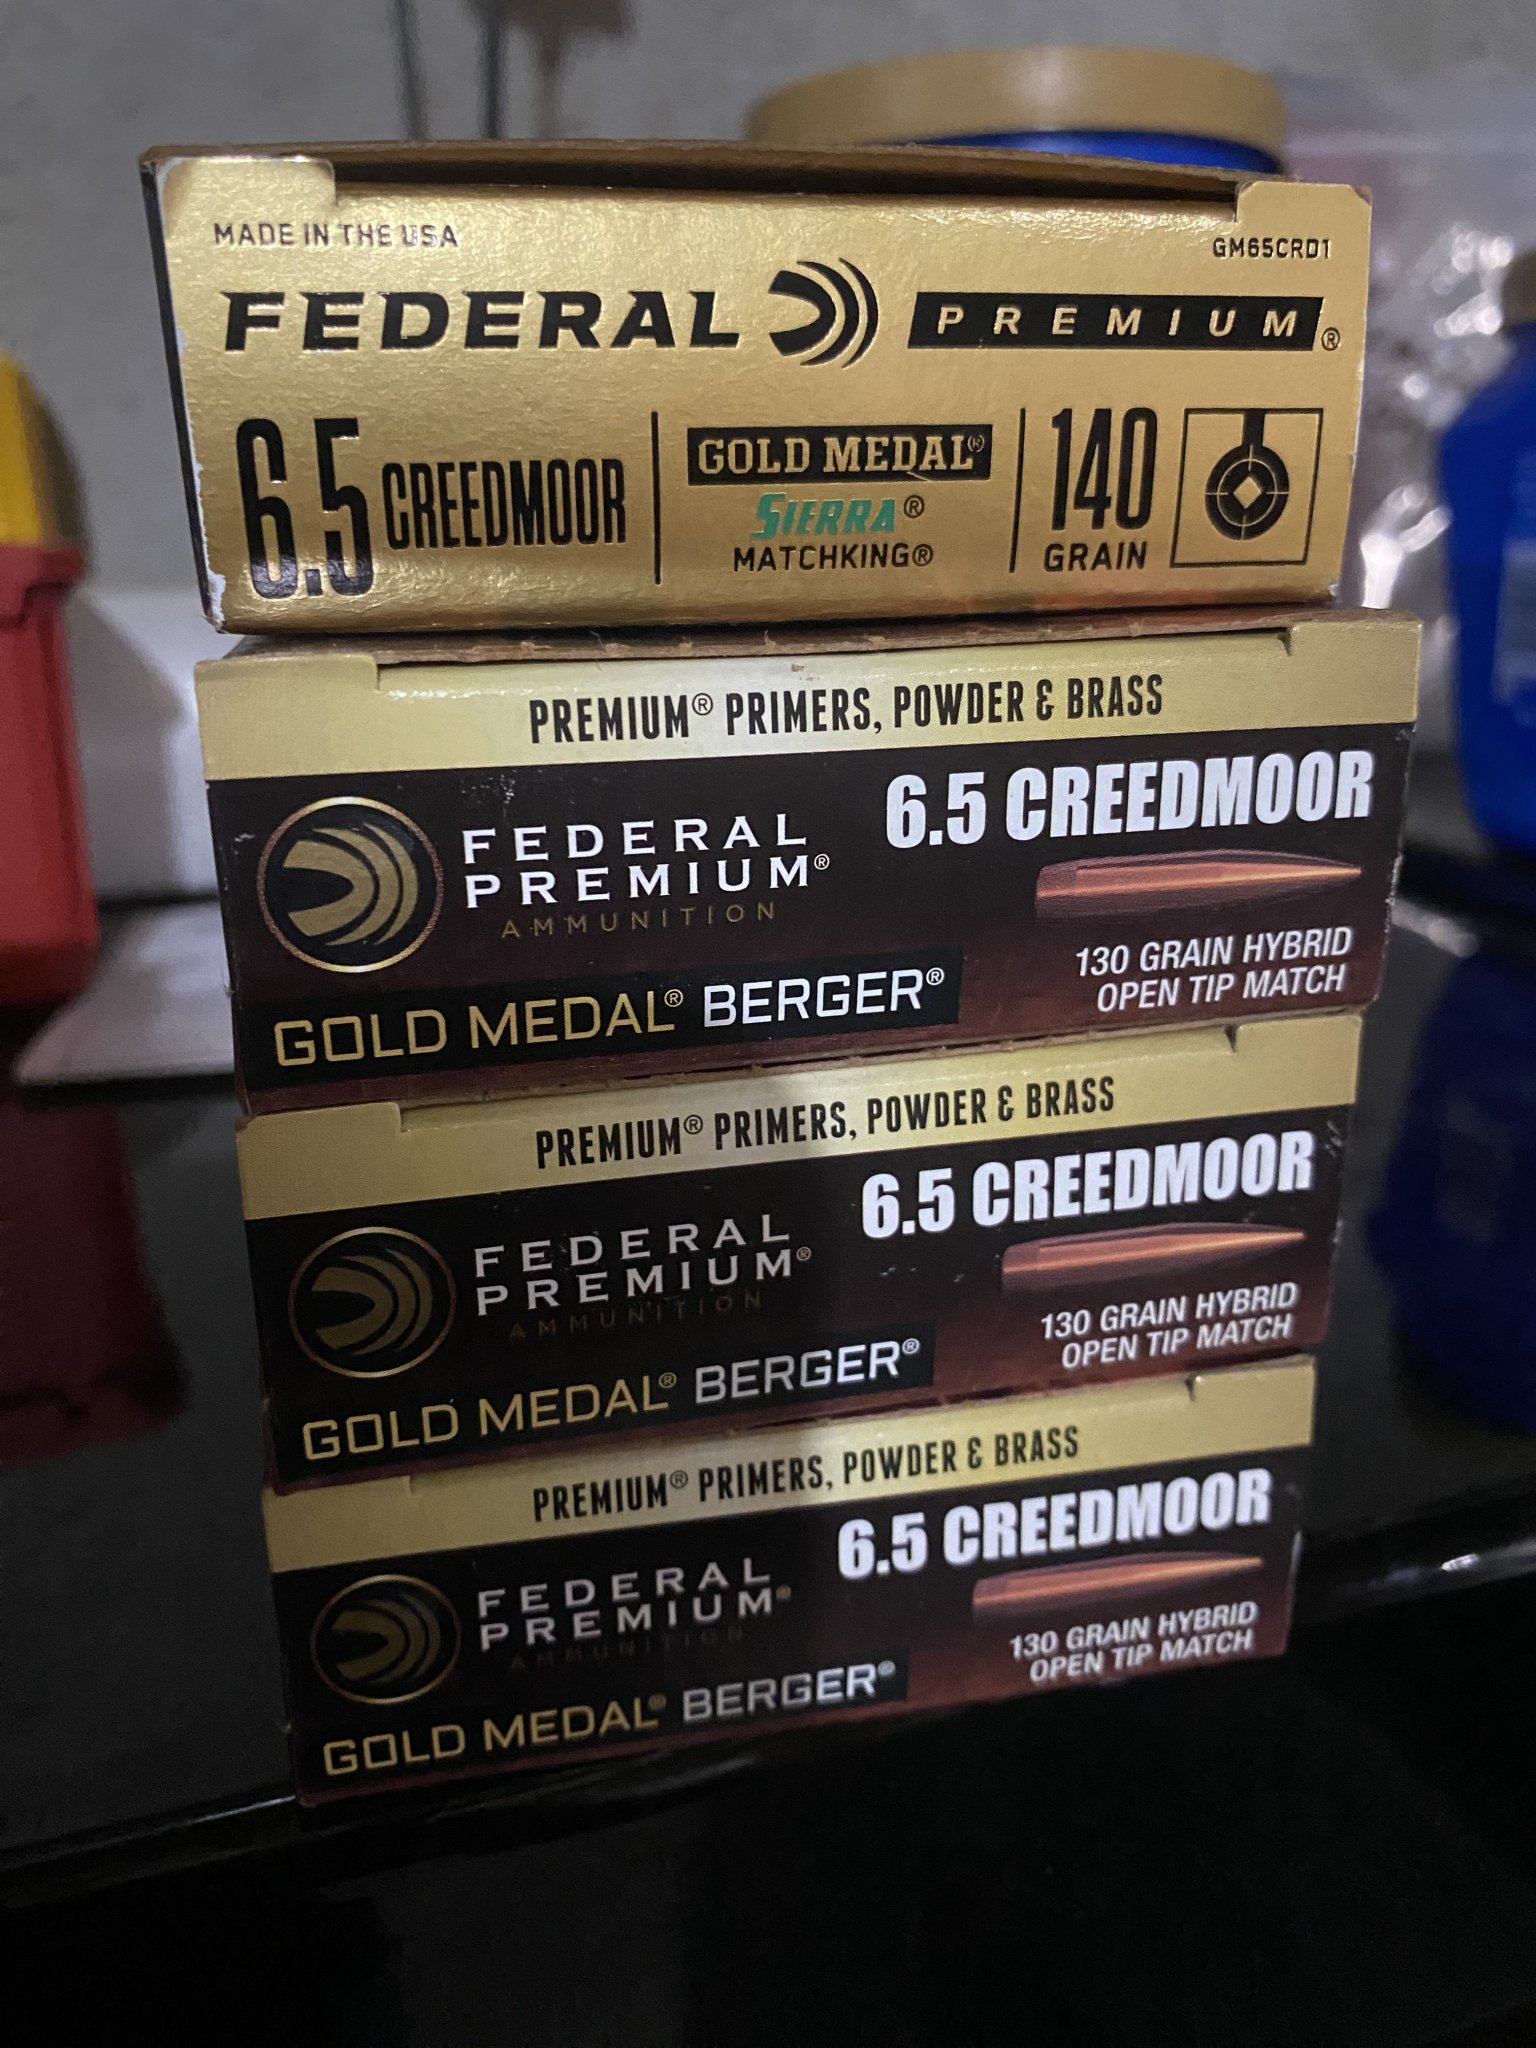 MADE IN THE USA
GM65CRD1
FEDERAL PREMIUM®
6.5 CREEDMOOR
GOLD MEDAL®
SIERRA®
MATCHKING®
140
GRAIN
PREMIUM® PRIMERS, POWDER & BRASS
6.5 CREEDMOOR
FEDERAL
PREMIUM®
AMMUNITION
130 GRAIN HYBRID
OPEN TIP MATCH
GOLD MEDAL® BERGER®
PREMIUM® PRIMERS, POWDER & BRASS
6.5 CREEDMOOR
FEDERAL
PREMIUM®
AMMUNITION
130 GRAIN HYBRID
OPEN TIP MATCH
GOLD MEDAL® BERGER®
PREMIUM® PRIMERS, POWDER & BRASS
6.5 CREEDMOOR
FEDERAL
PREMIUM®
AMMUNITION
130 GRAIN HYBRID
OPEN TIP MATCH
GOLD MEDAL® BERGER®